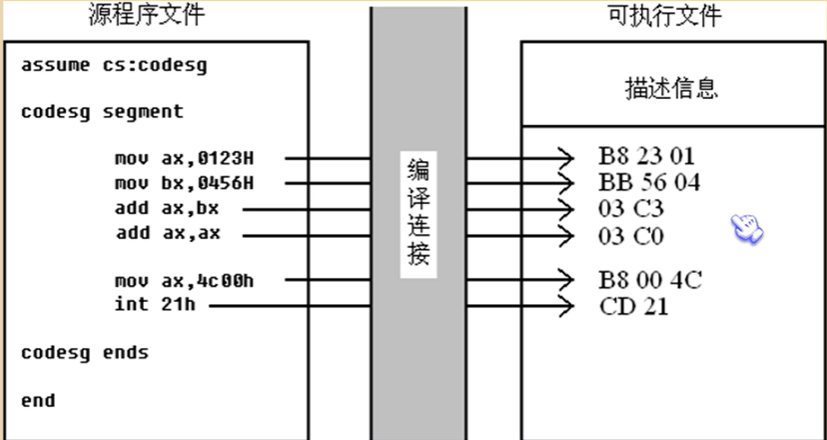 源程序文件
assume cs:codesg
codesg segment
mov ax,0123H
mov bx,0456H
add ax,bx
add ax,ax
mov ax,4c00h
int 21h
codesg ends
end
编
译
连
接
可执行文件
描述信息
B8 23 01
BB 56 04
03 C3
03 C0
B8 00 4C
CD 21